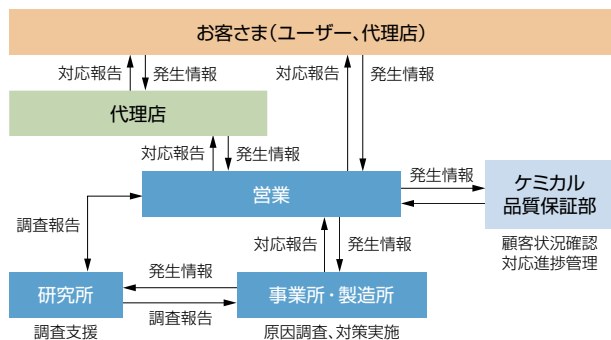 お客さま(ユーザー、代理店)
対応報告 発生情報 対応報告 発生情報
代理店
対応報告 発生情報
発生情報
営業
ケミカル
品質保証部
調査報告
対応報告 発生情報
顧客状況確認
対応進捗管理
発生情報
研究所
事業所・製造所
調査報告
調査支援
原因調査、対策実施